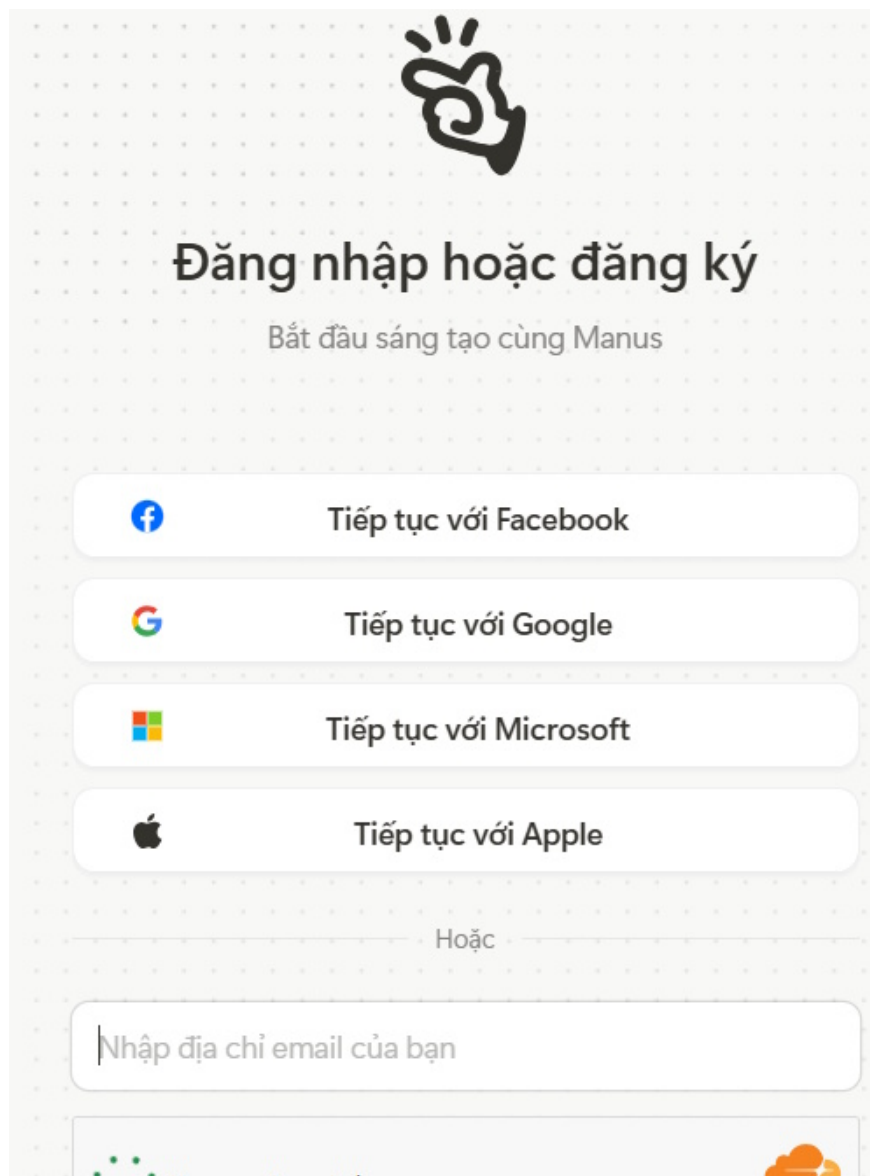 Đăng nhập hoặc đăng ký
Bắt đầu sáng tạo cùng Manus
Tiếp tục với Facebook
Tiếp tục với Google
Tiếp tục với Microsoft
Tiếp tục với Apple
Hoặc
Nhập địa chỉ email của bạn